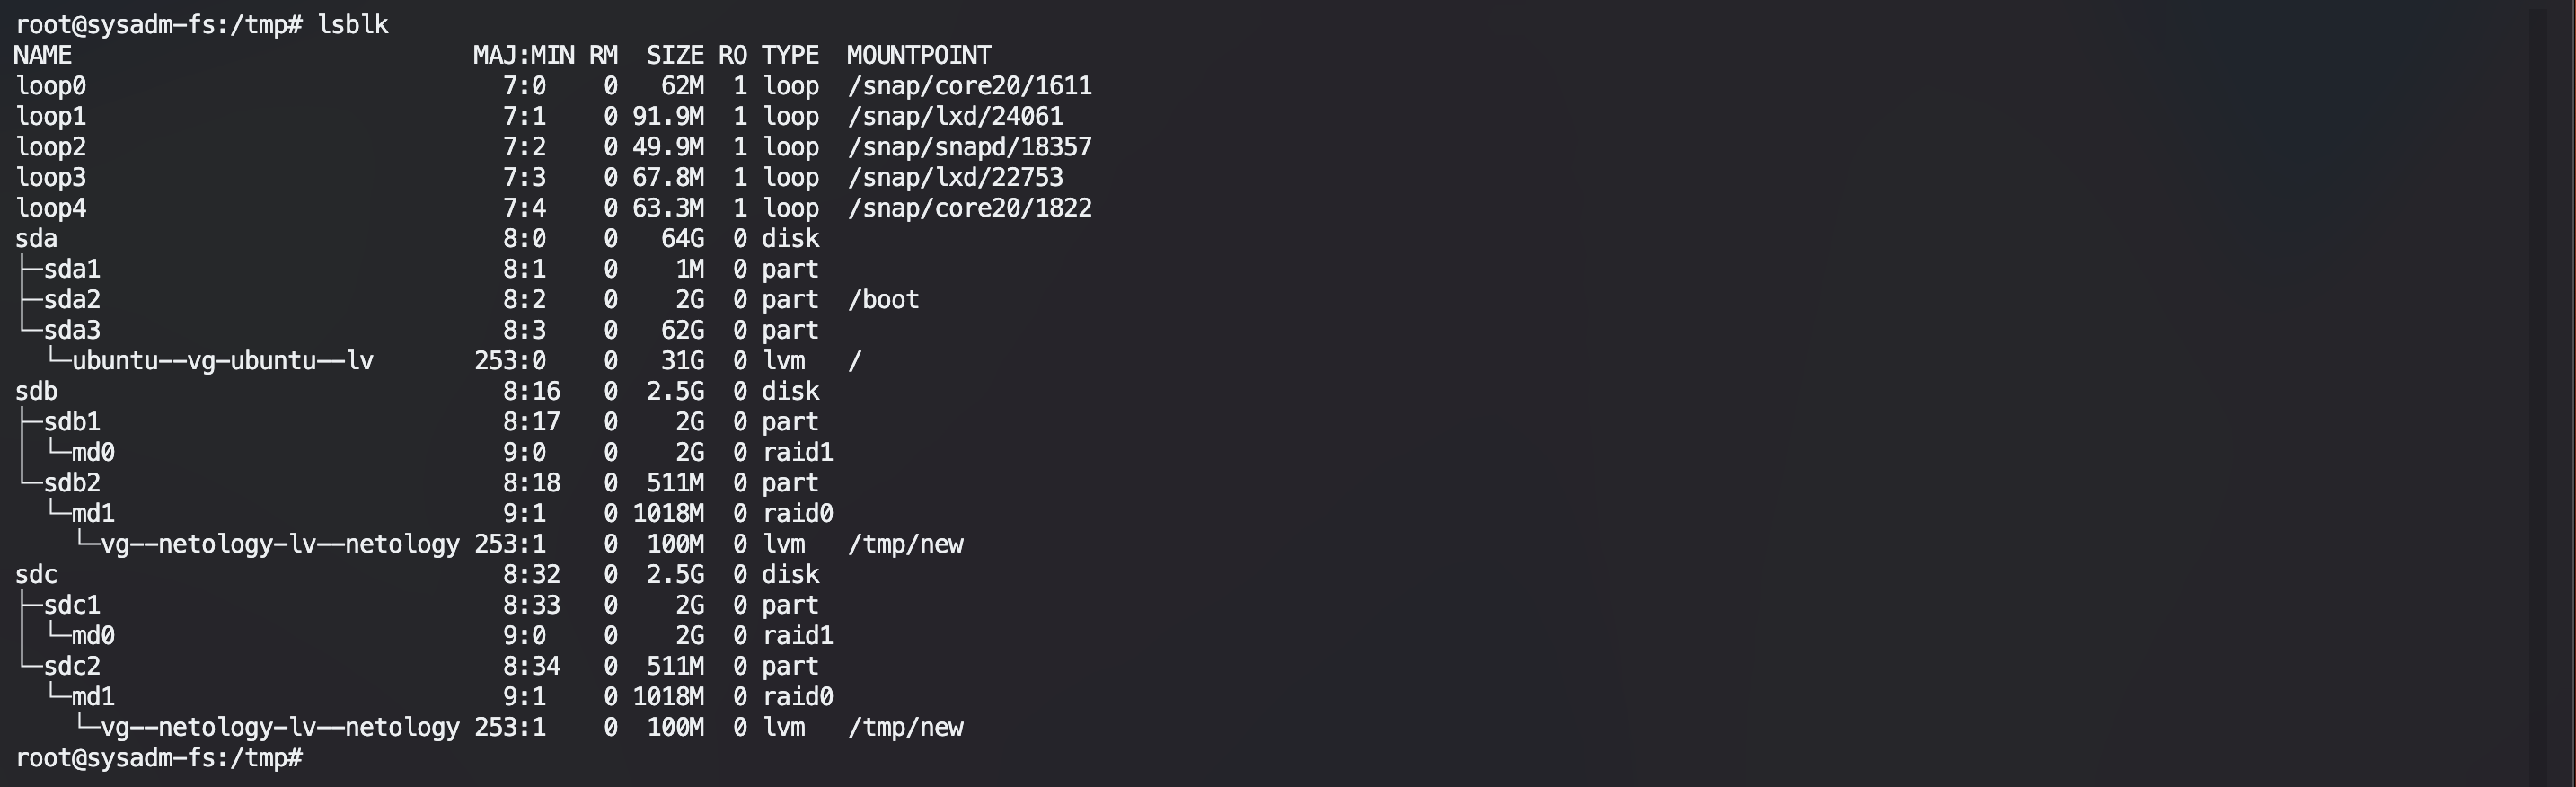 root@sysadm-fs:/tmp# lsblk
NAME                            MAJ:MIN RM   SIZE RO TYPE  MOUNTPOINT
loop0                             7:0    0    62M  1 loop  /snap/core20/1611
loop1                             7:1    0  91.9M  1 loop  /snap/lxd/24061
loop2                             7:2    0  49.9M  1 loop  /snap/snapd/18357
loop3                             7:3    0  67.8M  1 loop  /snap/lxd/22753
loop4                             7:4    0  63.3M  1 loop  /snap/core20/1822
sda                               8:0    0    64G  0 disk
├─sda1                            8:1    0     1M  0 part
├─sda2                            8:2    0     2G  0 part  /boot
└─sda3                            8:3    0    62G  0 part
  └─ubuntu--vg-ubuntu--lv       253:0    0    31G  0 lvm   /
sdb                               8:16   0   2.5G  0 disk
├─sdb1                            8:17   0     2G  0 part
│ └─md0                           9:0    0     2G  0 raid1
└─sdb2                            8:18   0   511M  0 part
  └─md1                           9:1    0  1018M  0 raid0
    └─vg--netology-lv--netology 253:1    0   100M  0 lvm   /tmp/new
sdc                               8:32   0   2.5G  0 disk
├─sdc1                            8:33   0     2G  0 part
│ └─md0                           9:0    0     2G  0 raid1
└─sdc2                            8:34   0   511M  0 part
  └─md1                           9:1    0  1018M  0 raid0
    └─vg--netology-lv--netology 253:1    0   100M  0 lvm   /tmp/new
root@sysadm-fs:/tmp#